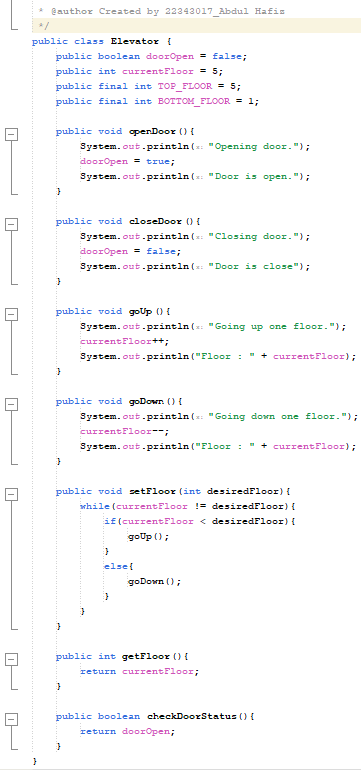 * @author Created by 22343017_Abdul Hafiz
*/
public class Elevator {
public boolean doorOpen = false;
public int currentFloor = 5;
public final int TOP_FLOOR = 5;
public final int BOTTOM_FLOOR = 1;
public void openDoor(){
System.out.println(x: "Opening door.");
doorOpen = true;
System.out.println(x: "Door is open.");
}
public void closeDoor(){
System.out.println(x: "Closing door.");
doorOpen = false;
System.out.println(x: "Door is close");
}
public void goUp(){
System.out.println(x: "Going up one floor.");
currentFloor++;
System.out.println("Floor : " + currentFloor);
}
public void goDown(){
System.out.println(x: "Going down one floor.");
currentFloor--;
System.out.println("Floor : " + currentFloor);
}
public void setFloor(int desiredFloor){
while(currentFloor != desiredFloor){
if(currentFloor < desiredFloor){
goUp();
}
else{
goDown();
}
}
}
public int getFloor(){
return currentFloor;
}
public boolean checkDoorStatus(){
return doorOpen;
}
}